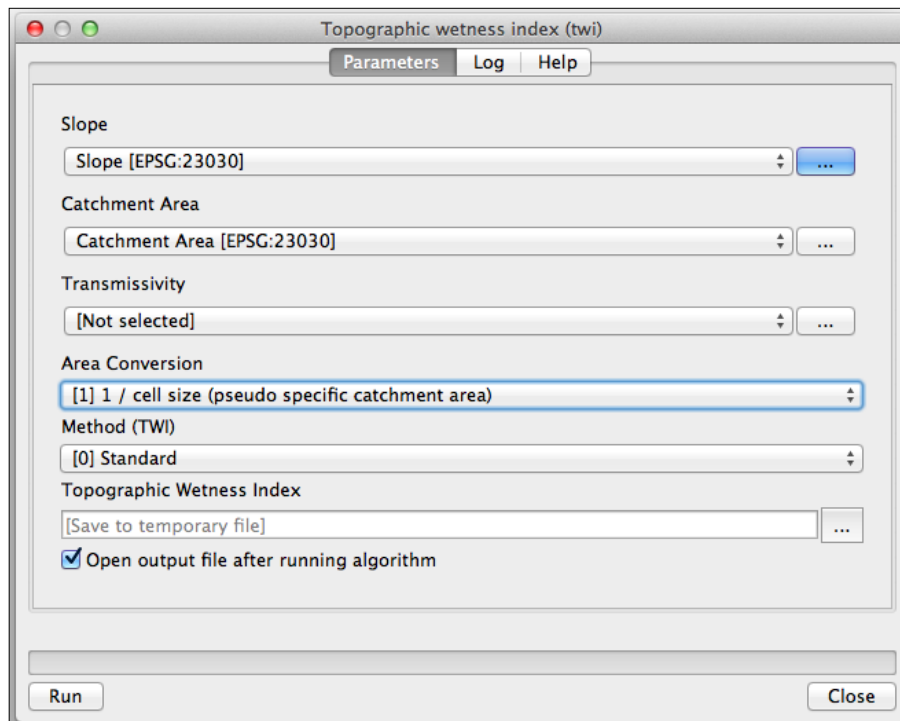 Topographic wetness index (twi)
Parameters Log Help
Slope
Slope [EPSG:23030]
...
Catchment Area
Catchment Area [EPSG:23030]
...
Transmissivity
[Not selected]
...
Area Conversion
[1] 1 / cell size (pseudo specific catchment area)
Method (TWI)
[0] Standard
Topographic Wetness Index
[Save to temporary file]
...
Open output file after running algorithm
Run
Close